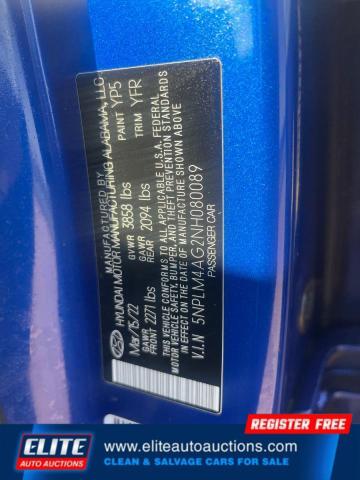 MANUFACTURED BY
HYUNDAI MOTOR MANUFACTURING ALABAMA, LLC
Mar/15/22 GVWR 3858 lbs PAINT YP5
GAWR FRONT 2271 lbs GAWR REAR 2094 lbs TRIM YFR
THIS VEHICLE CONFORMS TO ALL APPLICABLE U.S.A. FEDERAL
MOTOR VEHICLE SAFETY, BUMPER, AND THEFT PREVENTION STANDARDS
IN EFFECT ON THE DATE OF MANUFACTURE SHOWN ABOVE.
V.I.N 5NPLM4AG2NH080089
PASSENGER CAR
REGISTER FREE
ELITE
AUTO AUCTIONS
www.eliteautoauctions.com
CLEAN & SALVAGE CARS FOR SALE